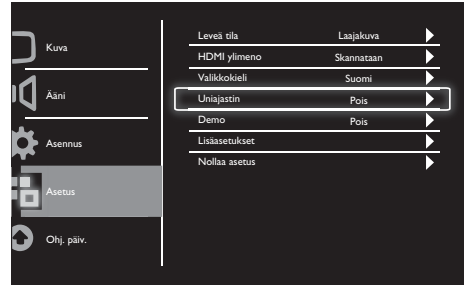 Kuva
Ääni
Asennus
Asetus
Ohj. päiv.
Leveä tila Laajakuva
HDMI ylimeno Skannataan
Valikkokieli Suomi
Uniajastin Pois
Demo Pois
Lisäasetukset
Nollaa asetus